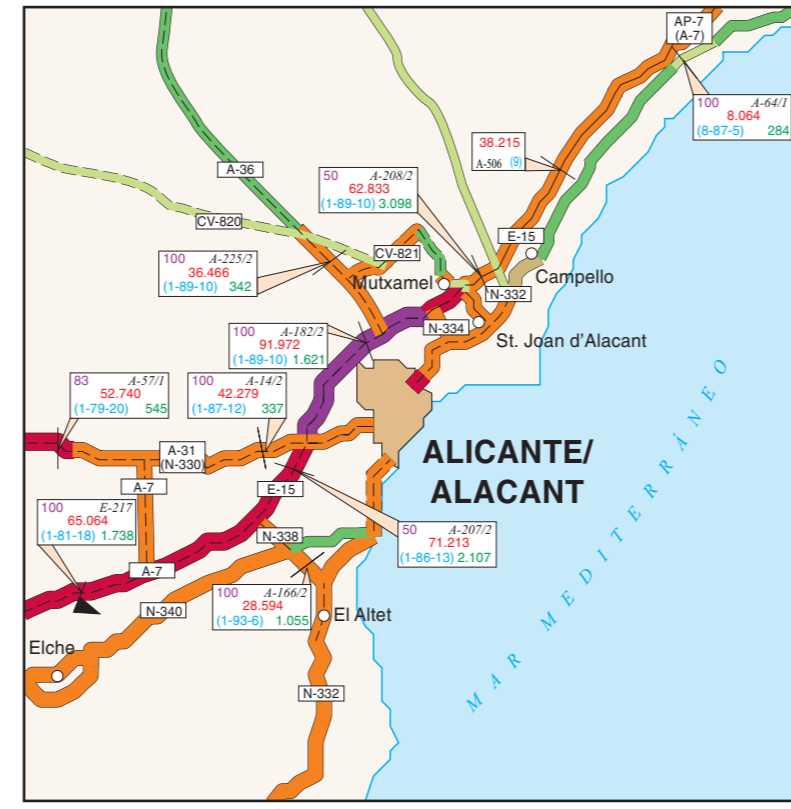 AP-7
(A-7)
100 A-64/1
8.064
(8-87-5) 284
38.215
A-506 (9)
A-36
50 A-208/2
62.833
(1-89-10) 3.098
CV-820
E-15
100 A-225/2
36.466
(1-89-10) 342
CV-821
Campello
Mutxamel
N-332
N-334
St. Joan d'Alacant
100 A-182/2
91.972
(1-89-10) 1.621
83 A-57/1
52.740
(1-79-20) 545
100 A-14/2
42.279
(1-87-12) 337
ALICANTE/
ALACANT
A-31
(N-330)
A-7
E-15
MAR MEDITERRÁNEO
100 E-217
65.064
(1-81-18) 1.738
50 A-207/2
71.213
(1-86-13) 2.107
N-338
A-7
100 A-166/2
28.594
(1-93-6) 1.055
N-340
El Altet
Elche
N-332